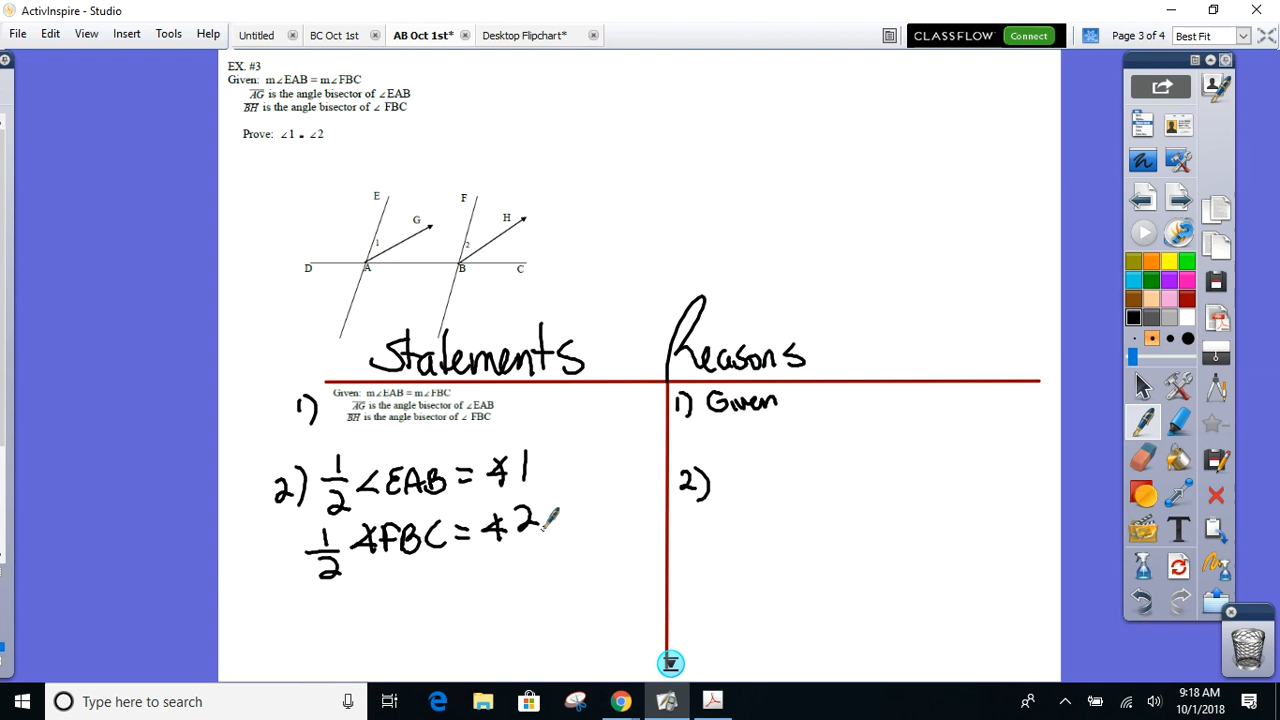 ActivInspire - Studio
File Edit View Insert Tools Help
Untitled
BC Oct 1st
AB Oct 1st*
Desktop Flipchart*
CLASSFLOW Connect
Page 3 of 4
Best Fit
EX. #3
Given: m∠EAB = m∠FBC
AG is the angle bisector of ∠EAB
BH is the angle bisector of ∠ FBC
Prove: ∠1 = ∠2
E
F
G
H
1
2
D
A
B
C
Statements
Reasons
1) Given: m∠EAB = m∠FBC
AG is the angle bisector of ∠EAB
BH is the angle bisector of ∠ FBC
1) Given
2) 1/2 ∠EAB = ∡1
1/2 ∡FBC = ∡2
2)
Type here to search
9:18 AM
10/1/2018